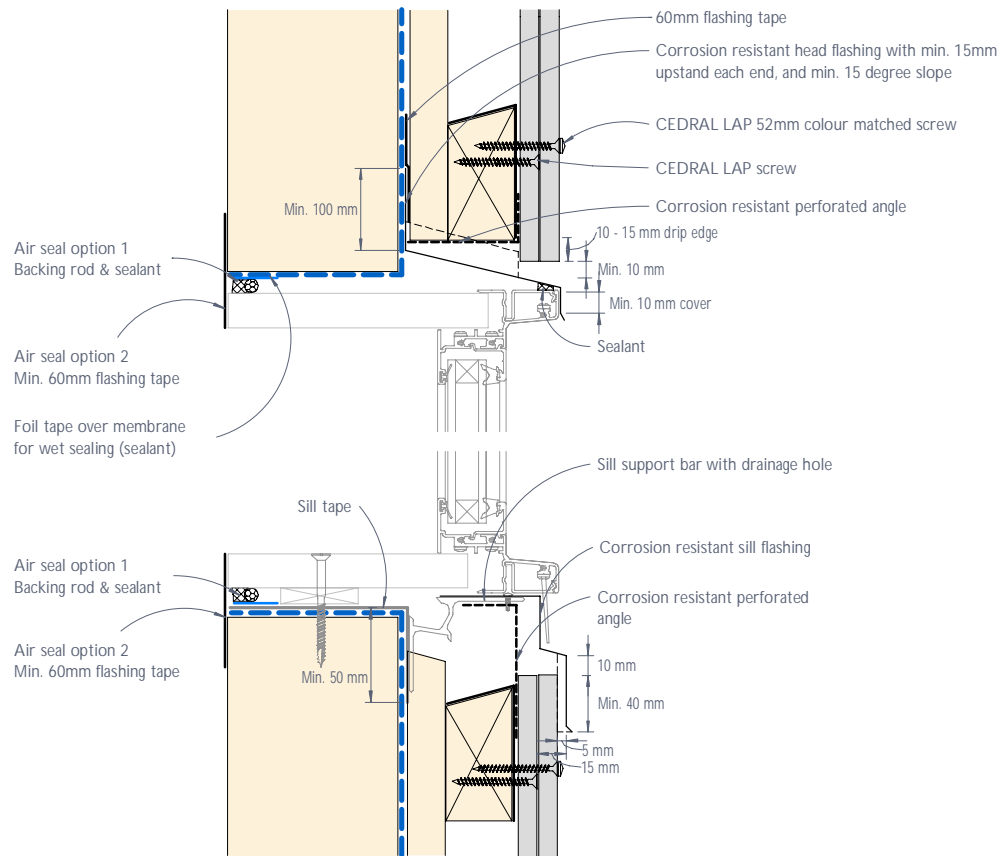 60mm flashing tape
Corrosion resistant head flashing with min. 15mm
upstand each end, and min. 15 degree slope
CEDRAL LAP 52mm colour matched screw
CEDRAL LAP screw
Min. 100 mm
Corrosion resistant perforated angle
10 - 15 mm drip edge
Air seal option 1
Backing rod & sealant
Min. 10 mm
Min. 10 mm cover
Sealant
Air seal option 2
Min. 60mm flashing tape
Foil tape over membrane
for wet sealing (sealant)
Sill support bar with drainage hole
Sill tape
Corrosion resistant sill flashing
Air seal option 1
Backing rod & sealant
Corrosion resistant perforated
angle
Air seal option 2
Min. 60mm flashing tape
Min. 50 mm
10 mm
Min. 40 mm
5 mm
15 mm